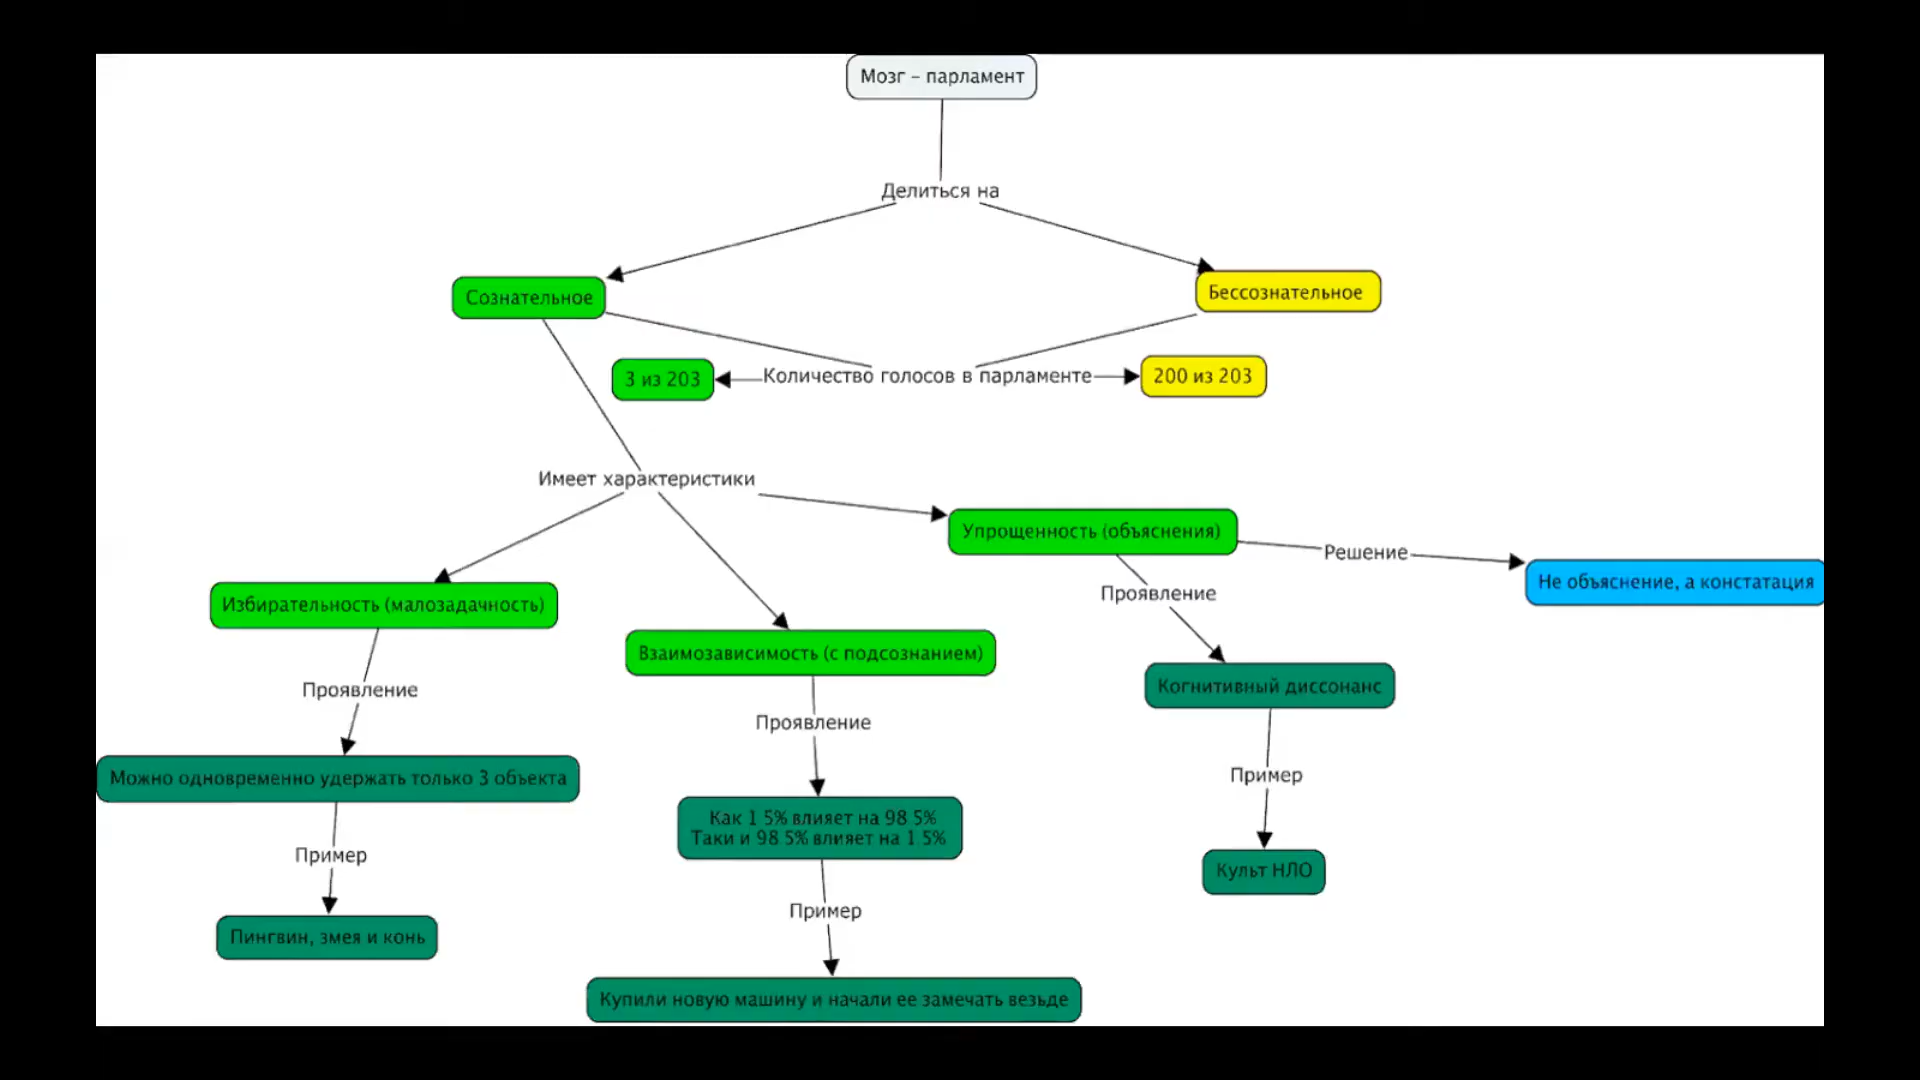 Мозг – парламент
Делиться на
Сознательное
Бессознательное
3 из 203
Количество голосов в парламенте
200 из 203
Имеет характеристики
Упрощенность (объяснения)
Решение
Не объяснение, а констатация
Проявление
Избирательность (малозадачность)
Взаимозависимость (с подсознанием)
Когнитивный диссонанс
Проявление
Проявление
Можно одновременно удержать только 3 объекта
Пример
Как 1.5% влияет на 98.5%
Таки и 98.5% влияет на 1.5%
Пример
Культ НЛО
Пример
Пингвин, змея и конь
Купили новую машину и начали ее замечать везьде